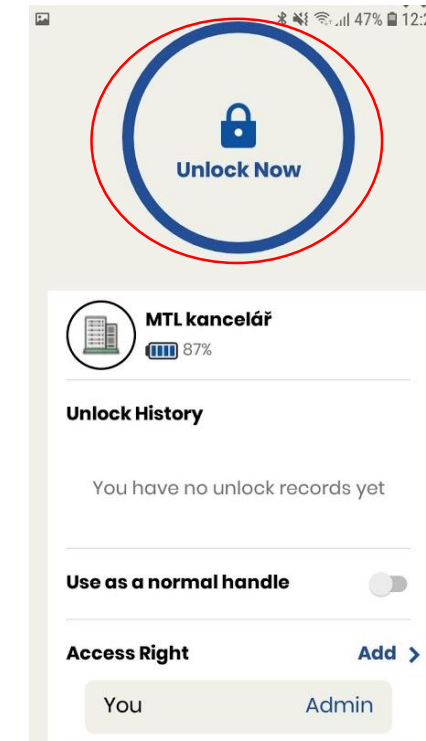 47% 12:2
Unlock Now
MTL kancelář
87%
Unlock History
You have no unlock records yet
Use as a normal handle
Access Right
Add >
You
Admin